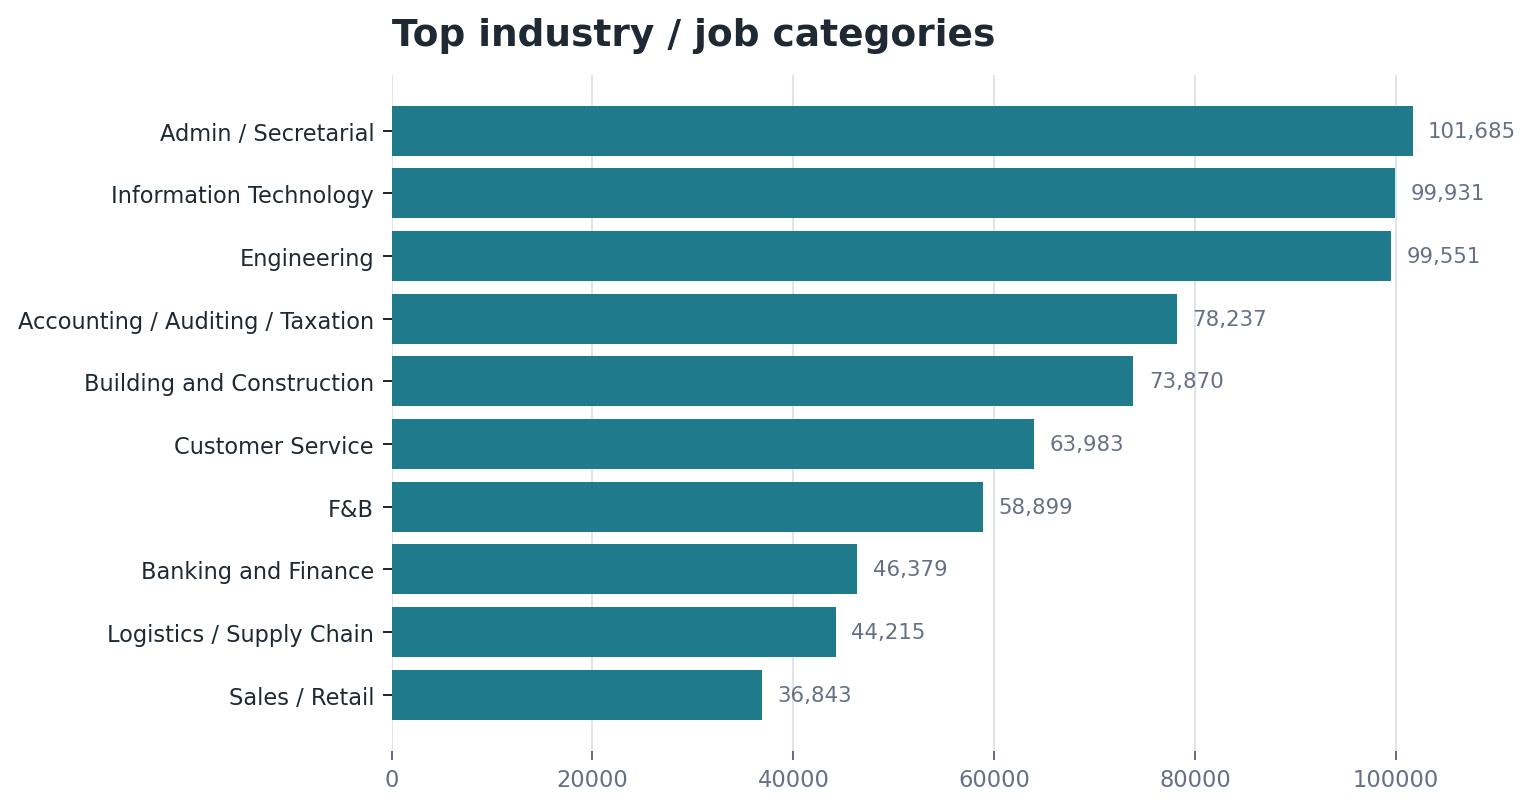 Top industry / job categories
Admin / Secretarial 101,685
Information Technology 99,931
Engineering 99,551
Accounting / Auditing / Taxation 78,237
Building and Construction 73,870
Customer Service 63,983
F&B 58,899
Banking and Finance 46,379
Logistics / Supply Chain 44,215
Sales / Retail 36,843
0 20000 40000 60000 80000 100000